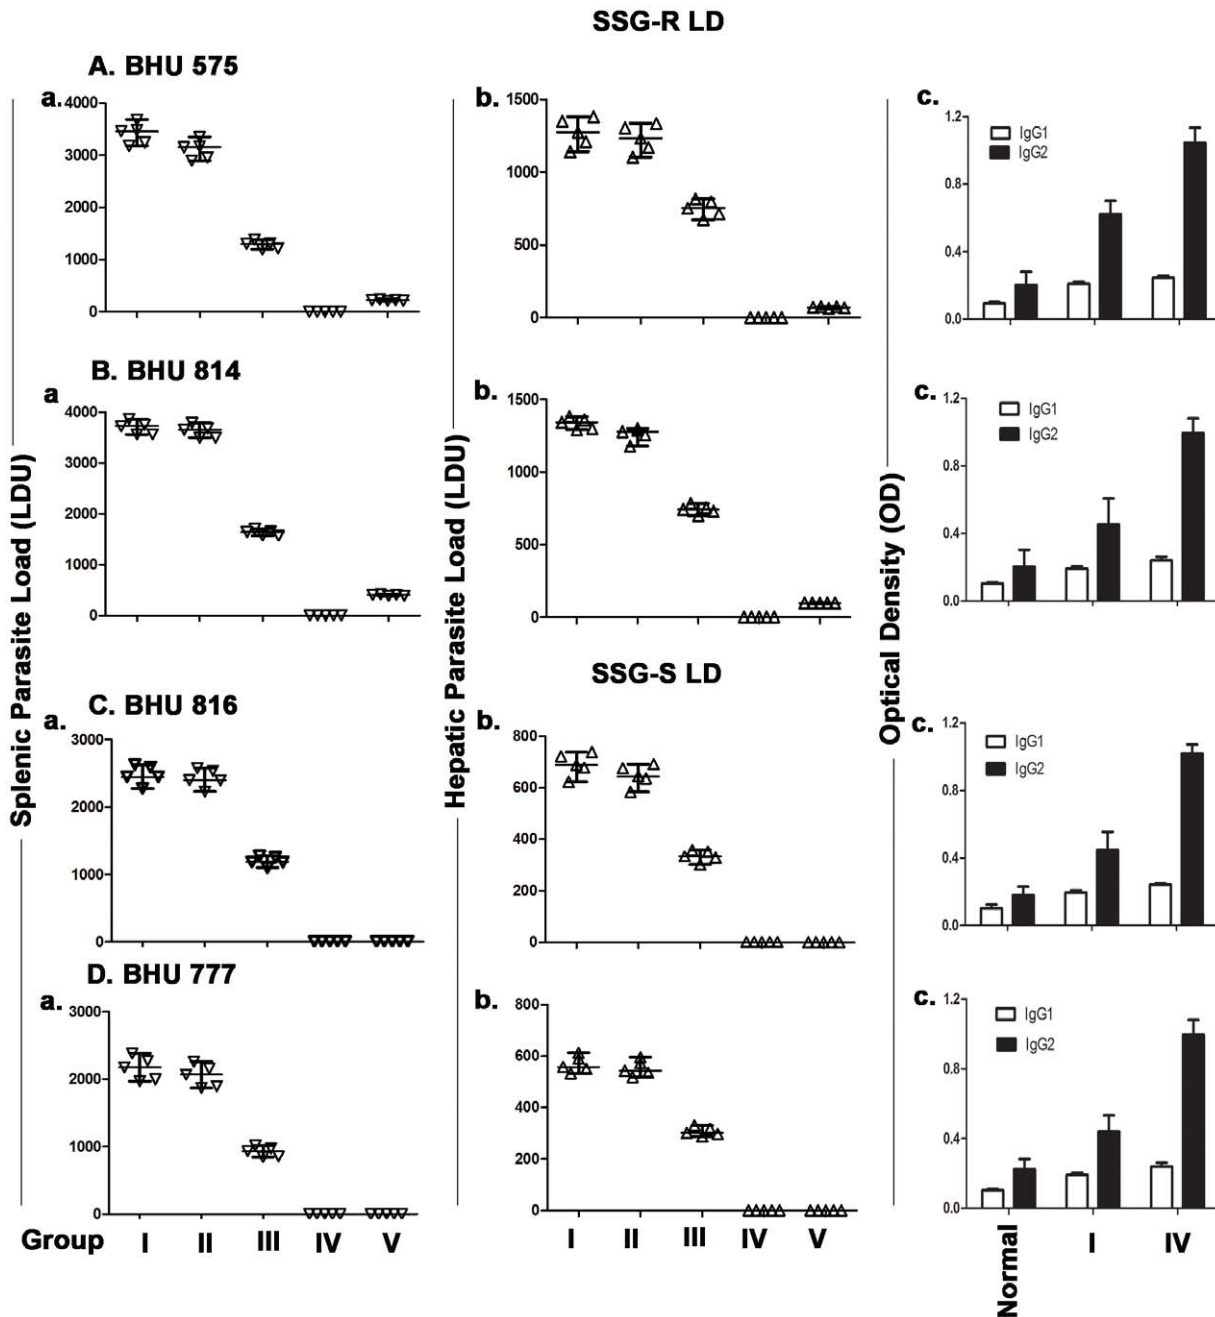 SSG-R LD
A. BHU 575
a.
4000
3000
2000
1000
0
b.
1500
1000
500
0
c.
1.2
0.8
0.4
0.0
IgG1
IgG2
B. BHU 814
a
4000
3000
2000
1000
0
b.
1500
1000
500
0
c.
1.2
0.8
0.4
0.0
IgG1
IgG2
Splenic Parasite Load (LDU)
Hepatic Parasite Load (LDU)
Optical Density (OD)
SSG-S LD
C. BHU 816
a.
3000
2000
1000
0
b.
800
600
400
200
0
c.
1.2
0.8
0.4
0.0
IgG1
IgG2
D. BHU 777
a.
3000
2000
1000
0
b.
800
600
400
200
0
c.
1.2
0.8
0.4
0.0
IgG1
IgG2
Group I II III IV V
I II III IV V
Normal I IV